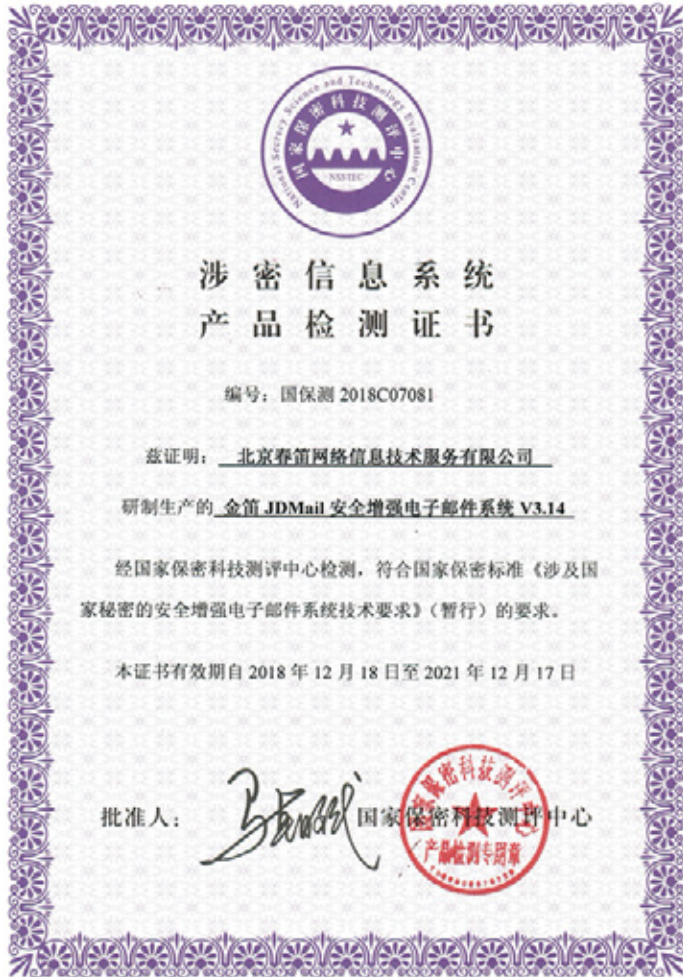 National Secrecy Science and Technology Evaluation Center
国家保密科技测评中心
NSSTEC
涉密信息系统
产品检测证书
编号：国保测 2018C07081
兹证明： 北京春笛网络信息技术服务有限公司
研制生产的 金笛 JDMail 安全增强电子邮件系统 V3.14
经国家保密科技测评中心检测，符合国家保密标准《涉及国
家秘密的安全增强电子邮件系统技术要求》（暂行）的要求。
本证书有效期自 2018 年 12 月 18 日至 2021 年 12 月 17 日
批准人：
国家保密科技测评中心
国家保密科技测评中心
产品检测专用章